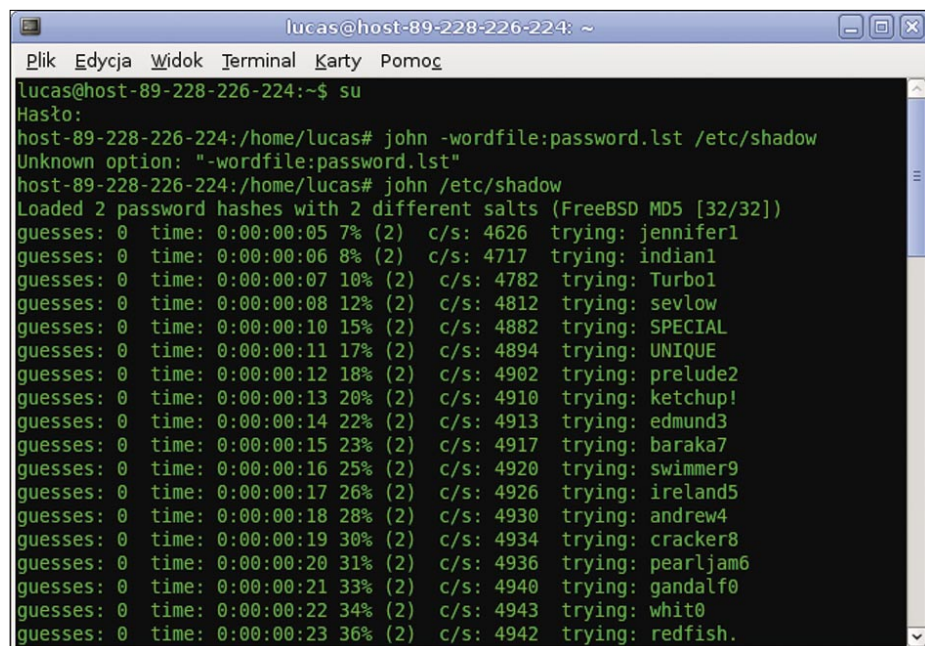 lucas@host-89-228-226-224: ~
Plik Edycja Widok Terminal Karty Pomoc
lucas@host-89-228-226-224:~$ su
Hasło:
host-89-228-226-224:/home/lucas# john -wordfile:password.lst /etc/shadow
Unknown option: "-wordfile:password.lst"
host-89-228-226-224:/home/lucas# john /etc/shadow
Loaded 2 password hashes with 2 different salts (FreeBSD MD5 [32/32])
guesses: 0  time: 0:00:00:05 7% (2)  c/s: 4626  trying: jennifer1
guesses: 0  time: 0:00:00:06 8% (2)  c/s: 4717  trying: indian1
guesses: 0  time: 0:00:00:07 10% (2)  c/s: 4782  trying: Turbo1
guesses: 0  time: 0:00:00:08 12% (2)  c/s: 4812  trying: sevlow
guesses: 0  time: 0:00:00:10 15% (2)  c/s: 4882  trying: SPECIAL
guesses: 0  time: 0:00:00:11 17% (2)  c/s: 4894  trying: UNIQUE
guesses: 0  time: 0:00:00:12 18% (2)  c/s: 4902  trying: prelude2
guesses: 0  time: 0:00:00:13 20% (2)  c/s: 4910  trying: ketchup!
guesses: 0  time: 0:00:00:14 22% (2)  c/s: 4913  trying: edmund3
guesses: 0  time: 0:00:00:15 23% (2)  c/s: 4917  trying: baraka7
guesses: 0  time: 0:00:00:16 25% (2)  c/s: 4920  trying: swimmer9
guesses: 0  time: 0:00:00:17 26% (2)  c/s: 4926  trying: ireland5
guesses: 0  time: 0:00:00:18 28% (2)  c/s: 4930  trying: andrew4
guesses: 0  time: 0:00:00:19 30% (2)  c/s: 4934  trying: cracker8
guesses: 0  time: 0:00:00:20 31% (2)  c/s: 4936  trying: pearljam6
guesses: 0  time: 0:00:00:21 33% (2)  c/s: 4940  trying: gandalf0
guesses: 0  time: 0:00:00:22 34% (2)  c/s: 4943  trying: whit0
guesses: 0  time: 0:00:00:23 36% (2)  c/s: 4942  trying: redfish.